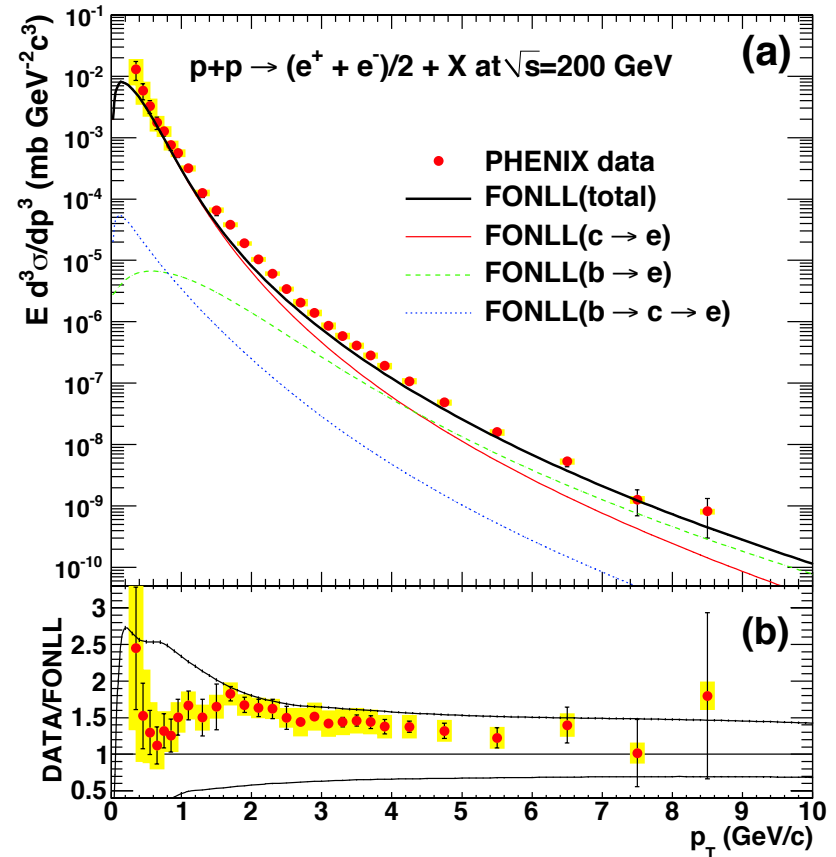 (a)
p+p → (e⁺ + e⁻)/2 + X at √s=200 GeV
PHENIX data
FONLL(total)
FONLL(c → e)
FONLL(b → e)
FONLL(b → c → e)
E d³σ/dp³ (mb GeV⁻²c³)
10⁻¹
10⁻²
10⁻³
10⁻⁴
10⁻⁵
10⁻⁶
10⁻⁷
10⁻⁸
10⁻⁹
10⁻¹⁰
(b)
DATA/FONLL
3
2.5
2
1.5
1
0.5
0 1 2 3 4 5 6 7 8 9 10
p_T (GeV/c)